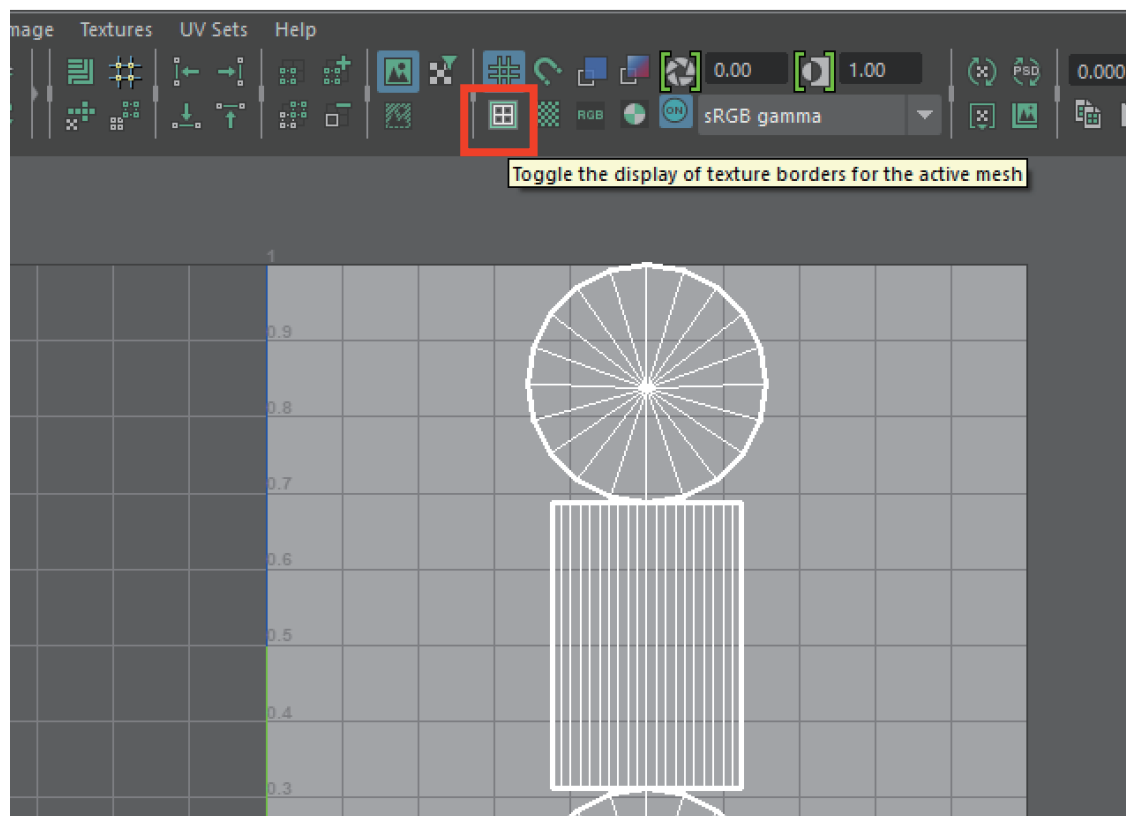 mage Textures UV Sets Help
0.00 1.00 PSD 0.000
RGB ON sRGB gamma
Toggle the display of texture borders for the active mesh
1
0.9
0.8
0.7
0.6
0.5
0.4
0.3